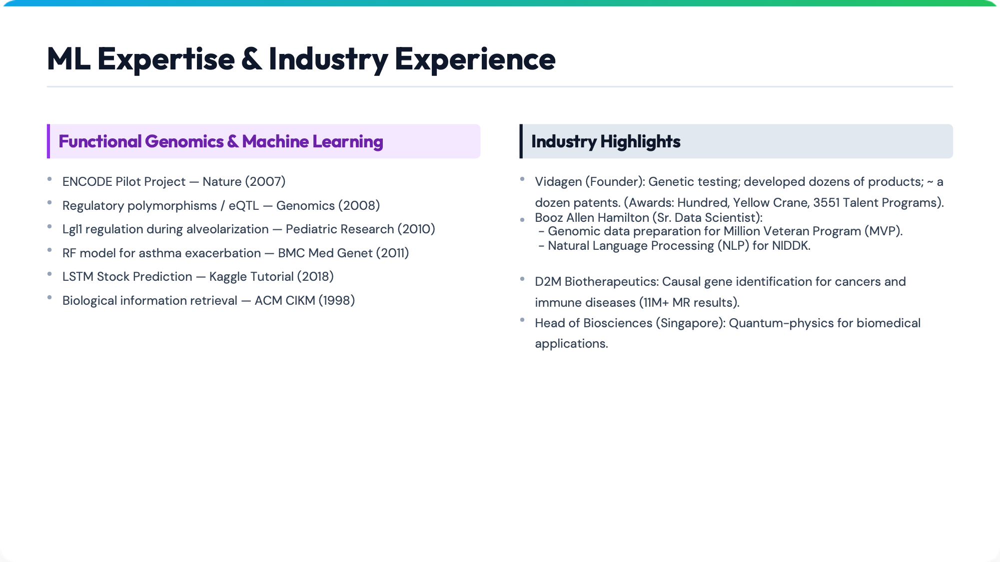 ML Expertise & Industry Experience
Functional Genomics & Machine Learning
• ENCODE Pilot Project — Nature (2007)
• Regulatory polymorphisms / eQTL — Genomics (2008)
• Lgl1 regulation during alveolarization — Pediatric Research (2010)
• RF model for asthma exacerbation — BMC Med Genet (2011)
• LSTM Stock Prediction — Kaggle Tutorial (2018)
• Biological information retrieval — ACM CIKM (1998)
Industry Highlights
• Vidagen (Founder): Genetic testing; developed dozens of products; ~ a
dozen patents. (Awards: Hundred, Yellow Crane, 3551 Talent Programs).
• Booz Allen Hamilton (Sr. Data Scientist):
- Genomic data preparation for Million Veteran Program (MVP).
- Natural Language Processing (NLP) for NIDDK.
• D2M Biotherapeutics: Causal gene identification for cancers and
immune diseases (11M+ MR results).
• Head of Biosciences (Singapore): Quantum-physics for biomedical
applications.